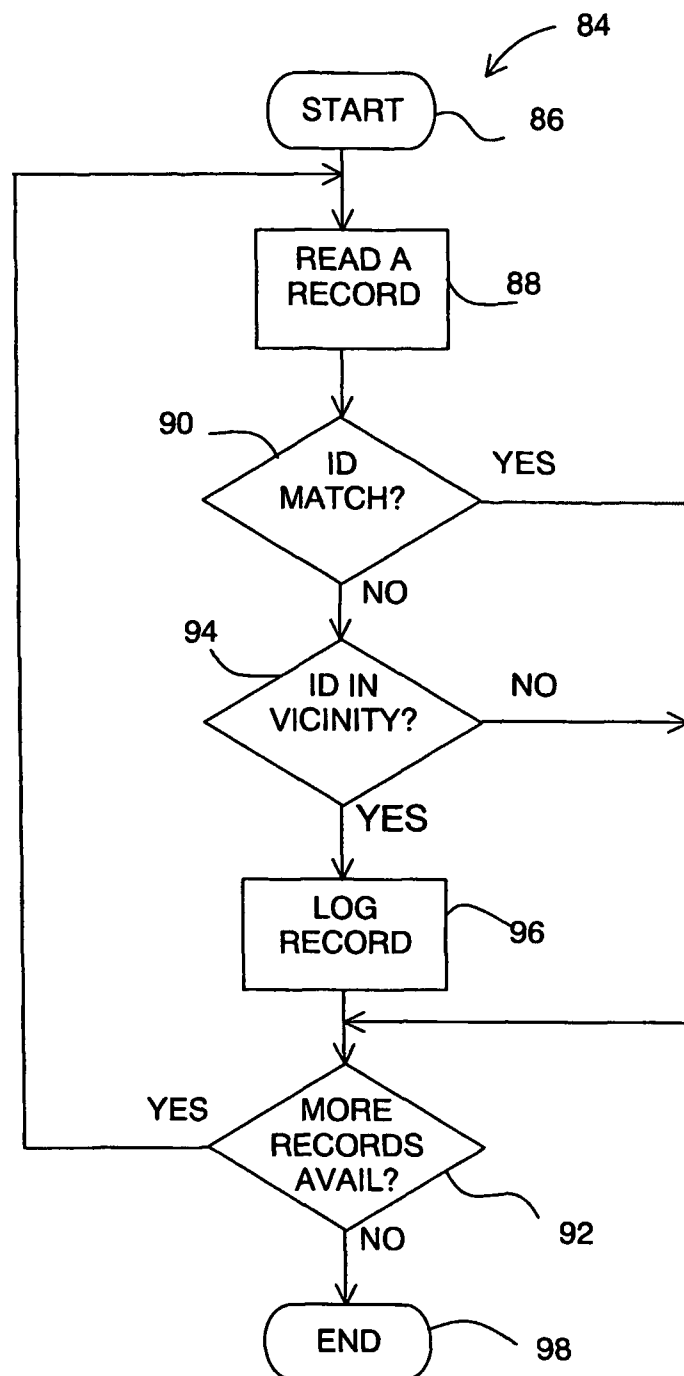 84
START
86
READ A
RECORD
88
90
ID
MATCH?
YES
NO
94
ID IN
VICINITY?
NO
YES
LOG
RECORD
96
YES
MORE
RECORDS
AVAIL?
92
NO
END
98